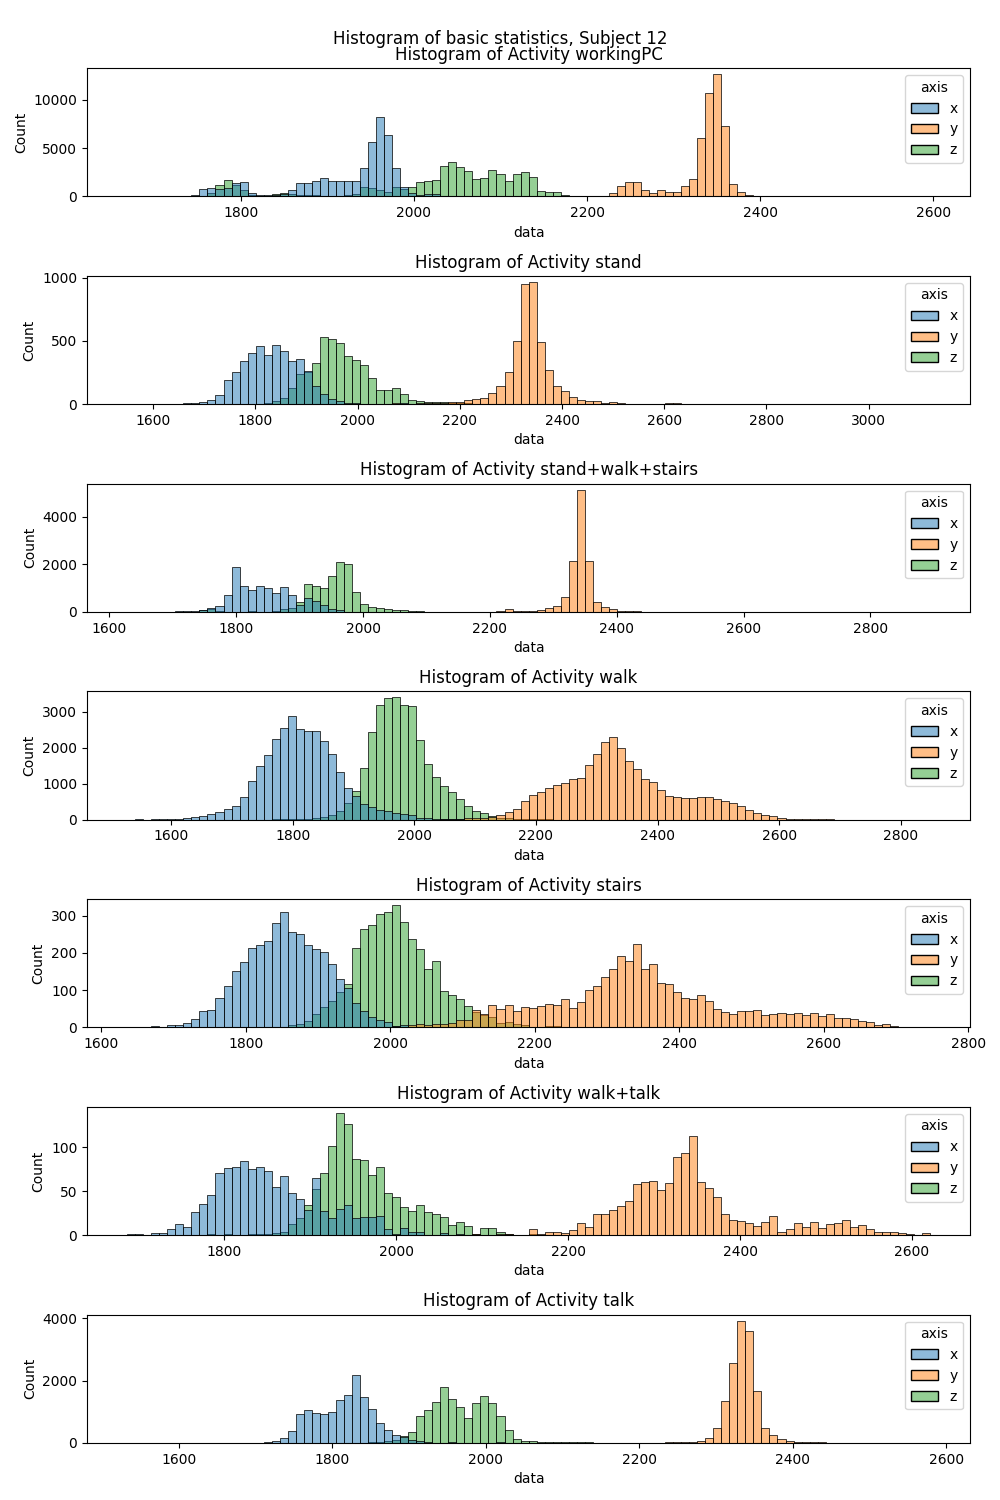 Histogram of basic statistics, Subject 12
Histogram of Activity workingPC
Count
10000
5000
0
axis
x
y
z
1800 2000 2200 2400 2600
data
Histogram of Activity stand
Count
1000
500
0
axis
x
y
z
1600 1800 2000 2200 2400 2600 2800 3000
data
Histogram of Activity stand+walk+stairs
Count
4000
2000
0
axis
x
y
z
1600 1800 2000 2200 2400 2600 2800
data
Histogram of Activity walk
Count
3000
2000
1000
0
axis
x
y
z
1600 1800 2000 2200 2400 2600 2800
data
Histogram of Activity stairs
Count
300
200
100
0
axis
x
y
z
1600 1800 2000 2200 2400 2600 2800
data
Histogram of Activity walk+talk
Count
100
50
0
axis
x
y
z
1800 2000 2200 2400 2600
data
Histogram of Activity talk
Count
4000
2000
0
axis
x
y
z
1600 1800 2000 2200 2400 2600
data